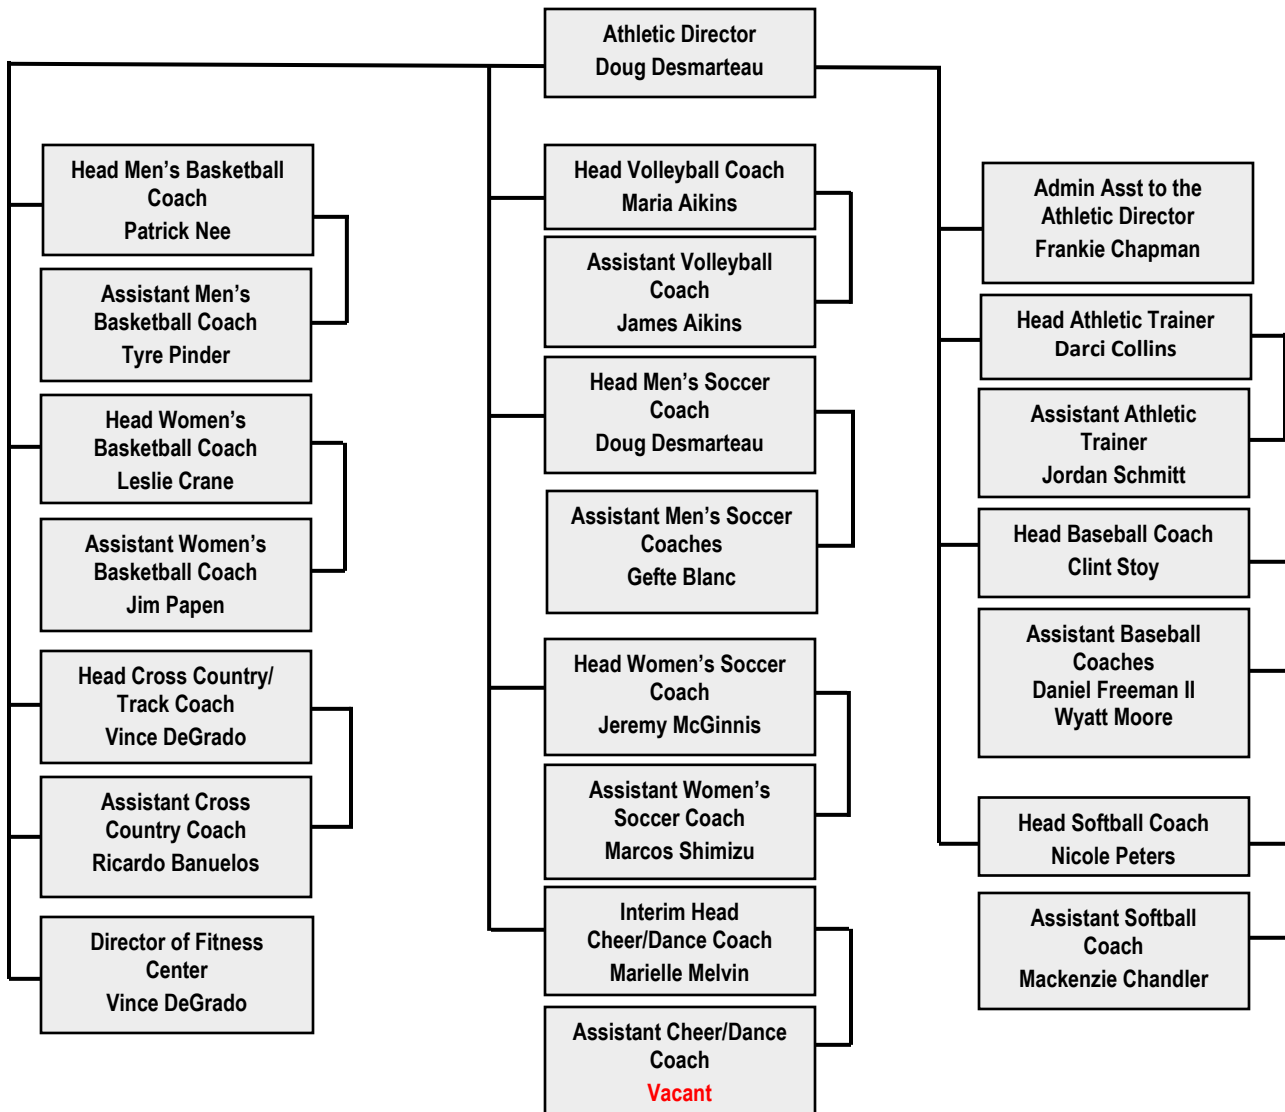 Athletic Director
Doug Desmarteau
Head Men’s Basketball
Coach
Patrick Nee
Assistant Men’s
Basketball Coach
Tyre Pinder
Head Women’s
Basketball Coach
Leslie Crane
Assistant Women’s
Basketball Coach
Jim Papen
Head Cross Country/
Track Coach
Vince DeGrado
Assistant Cross
Country Coach
Ricardo Banuelos
Director of Fitness
Center
Vince DeGrado
Head Volleyball Coach
Maria Aikins
Assistant Volleyball
Coach
James Aikins
Head Men’s Soccer
Coach
Doug Desmarteau
Assistant Men’s Soccer
Coaches
Gefte Blanc
Head Women’s Soccer
Coach
Jeremy McGinnis
Assistant Women’s
Soccer Coach
Marcos Shimizu
Interim Head
Cheer/Dance Coach
Marielle Melvin
Assistant Cheer/Dance
Coach
Vacant
Admin Asst to the
Athletic Director
Frankie Chapman
Head Athletic Trainer
Darci Collins
Assistant Athletic
Trainer
Jordan Schmitt
Head Baseball Coach
Clint Stoy
Assistant Baseball
Coaches
Daniel Freeman II
Wyatt Moore
Head Softball Coach
Nicole Peters
Assistant Softball
Coach
Mackenzie Chandler